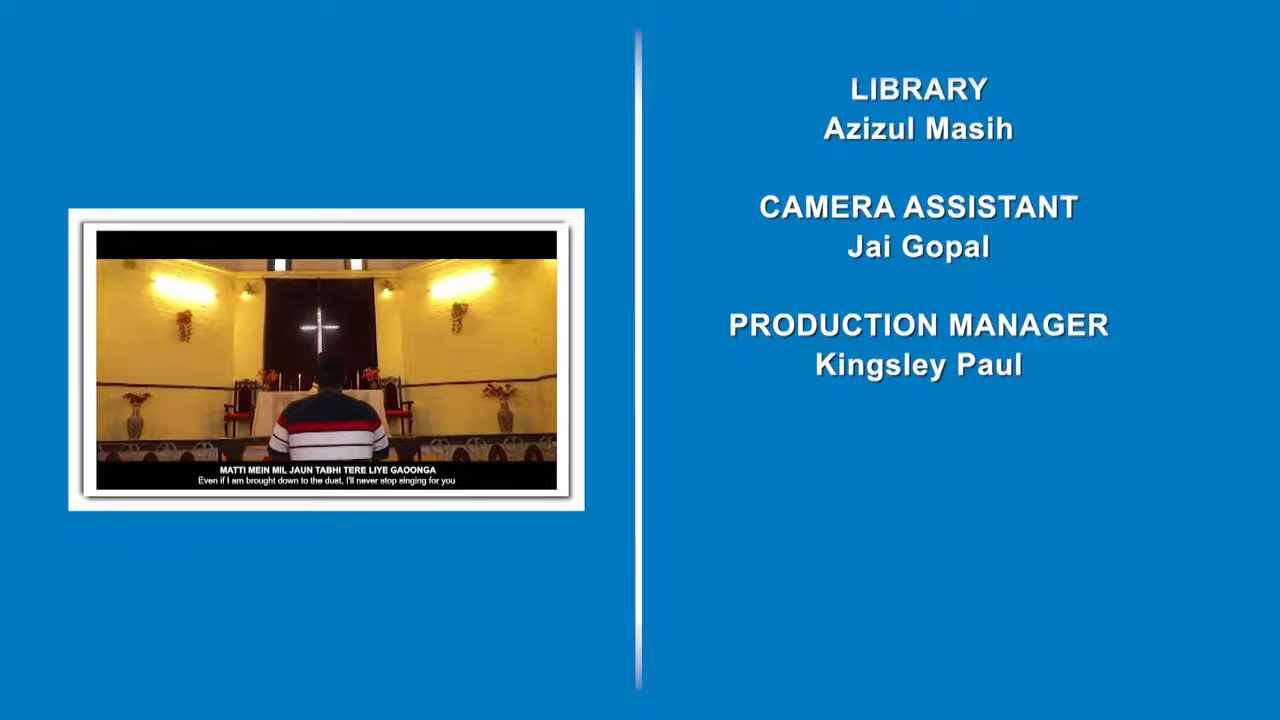 LIBRARY
Azizul Masih
CAMERA ASSISTANT
Jai Gopal
PRODUCTION MANAGER
Kingsley Paul
MATTI MEIN MIL JAUN TABHI TERE LIYE GAOONGA
Even if I am brought down to the dust, I'll never stop singing for you